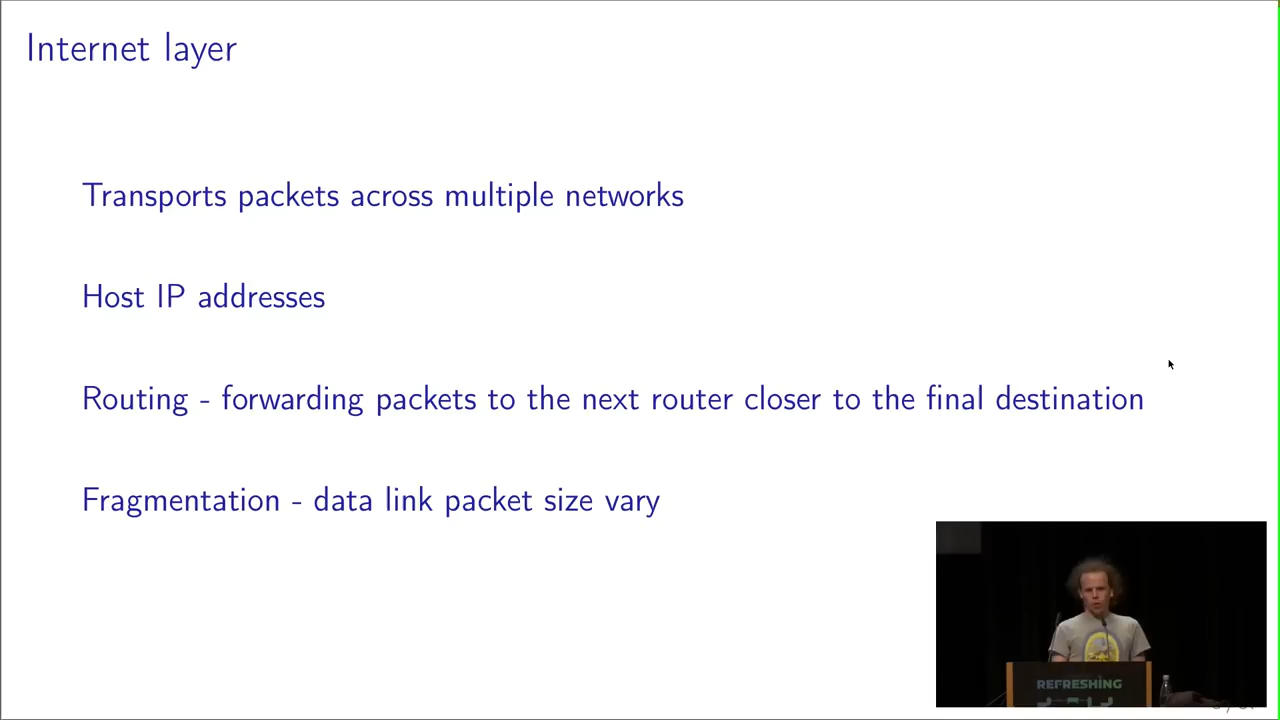 Internet layer
Transports packets across multiple networks
Host IP addresses
Routing - forwarding packets to the next router closer to the final destination
Fragmentation - data link packet size vary
REFRESHING